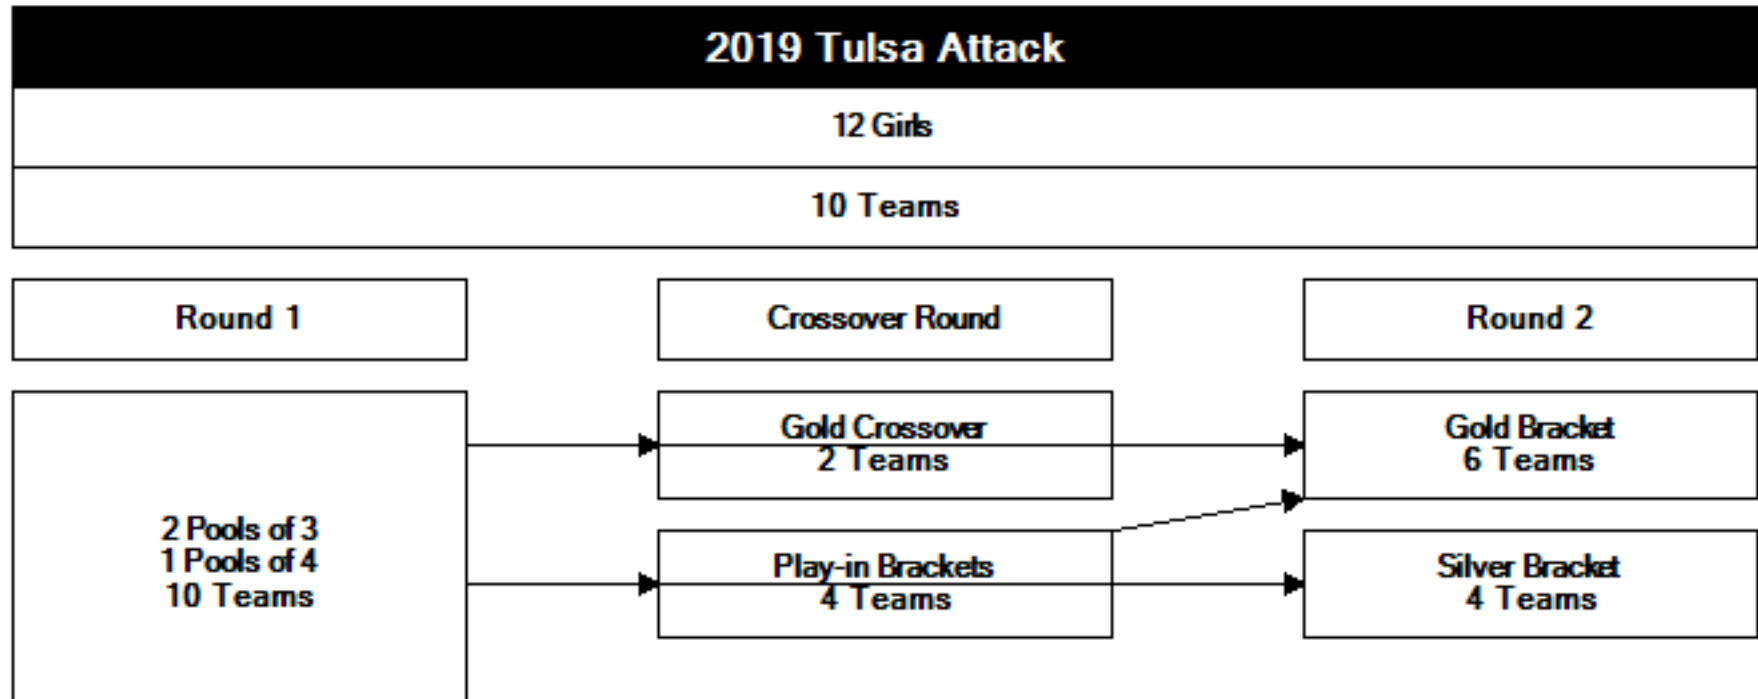 2019 Tulsa Attack
12 Girls
10 Teams
Round 1
Crossover Round
Round 2
Gold Crossover
2 Teams
Gold Bracket
6 Teams
2 Pools of 3
1 Pools of 4
10 Teams
Play-in Brackets
4 Teams
Silver Bracket
4 Teams